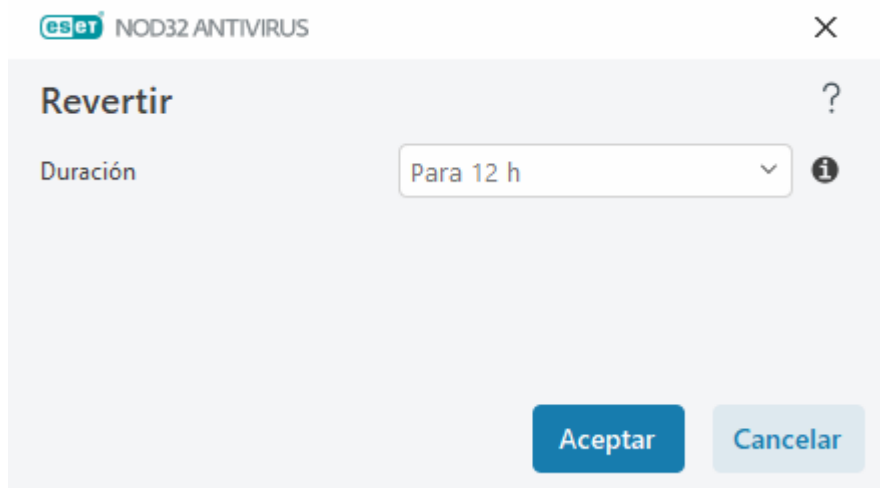 eseT NOD32 ANTIVIRUS
Revertir
?
Duración
Para 12 h
Aceptar
Cancelar